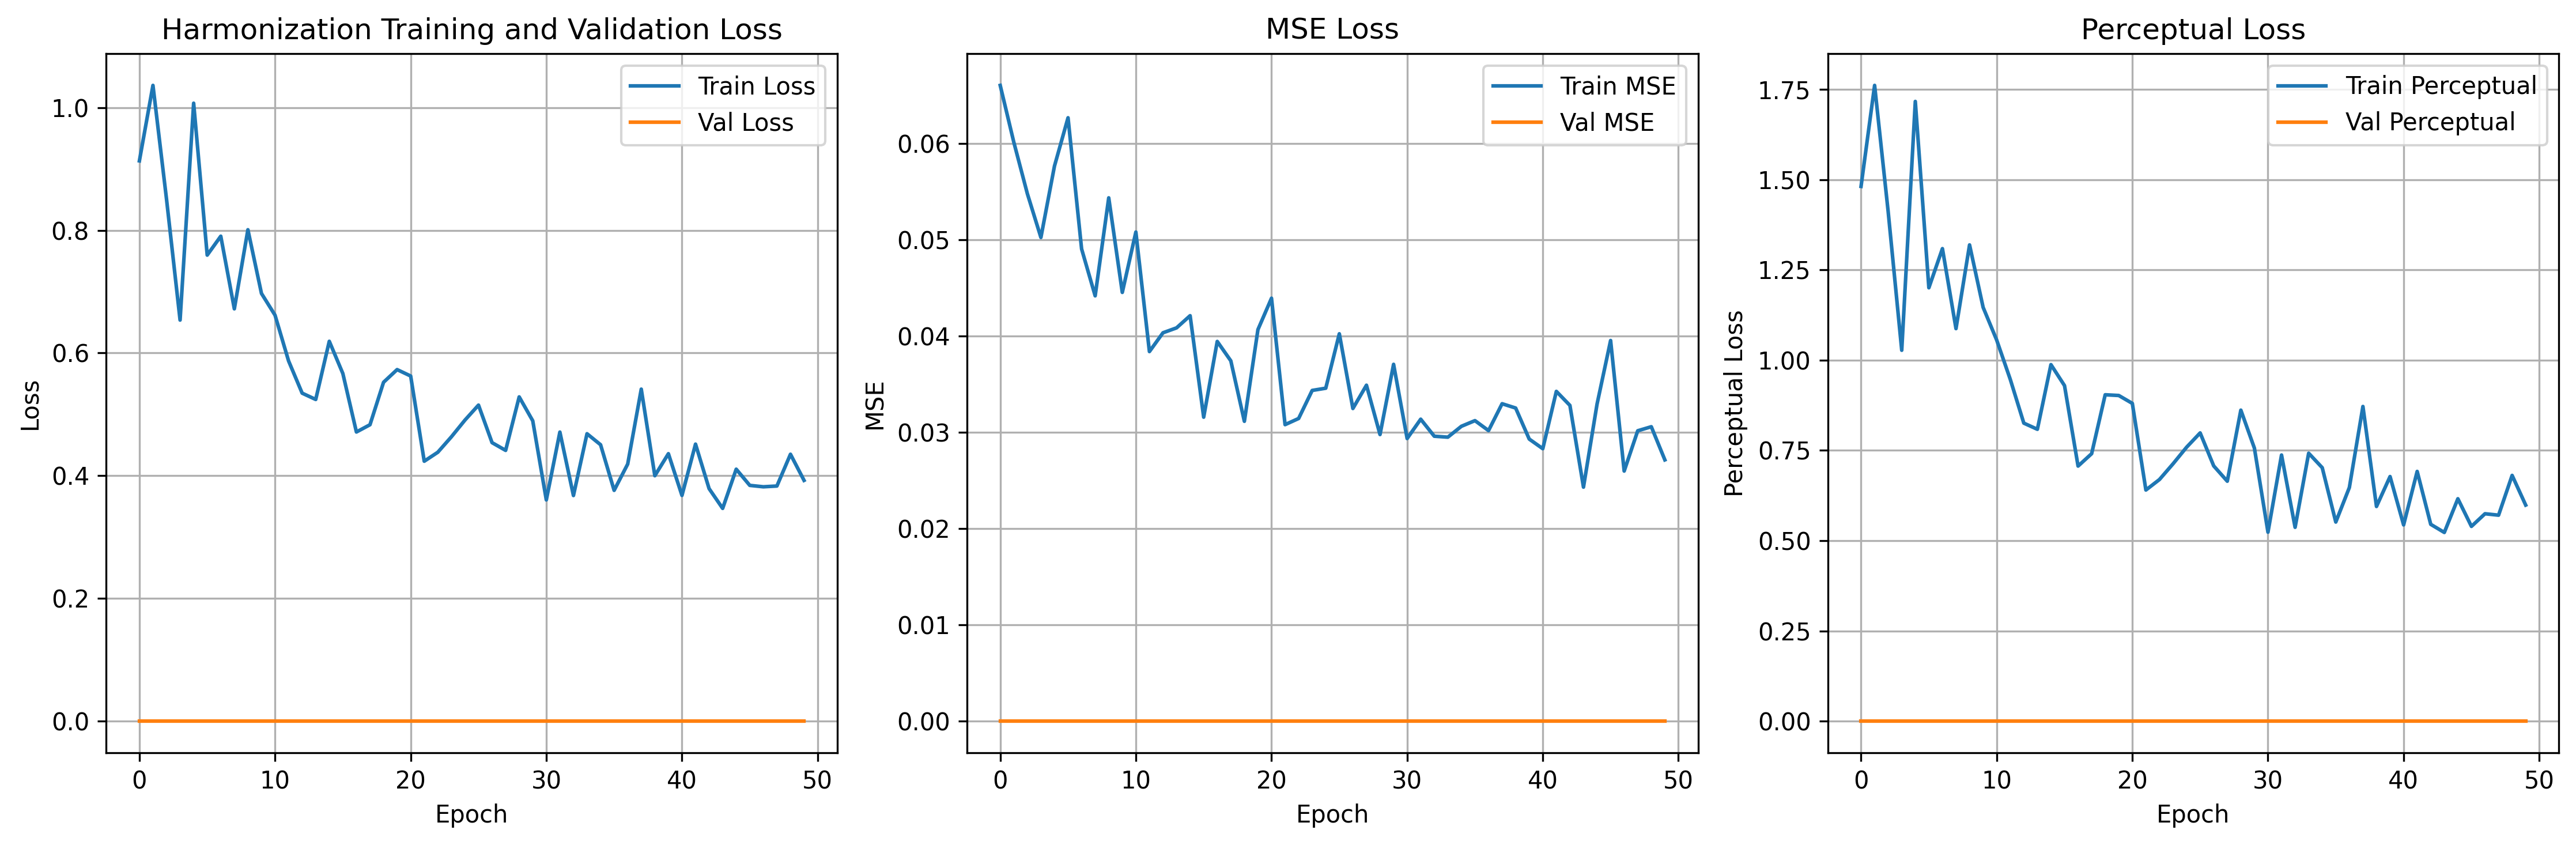 Harmonization Training and Validation Loss
Loss
1.0
0.8
0.6
0.4
0.2
0.0
Train Loss
Val Loss
0 10 20 30 40 50
Epoch
MSE Loss
MSE
0.06
0.05
0.04
0.03
0.02
0.01
0.00
Train MSE
Val MSE
0 10 20 30 40 50
Epoch
Perceptual Loss
Perceptual Loss
1.75
1.50
1.25
1.00
0.75
0.50
0.25
0.00
Train Perceptual
Val Perceptual
0 10 20 30 40 50
Epoch